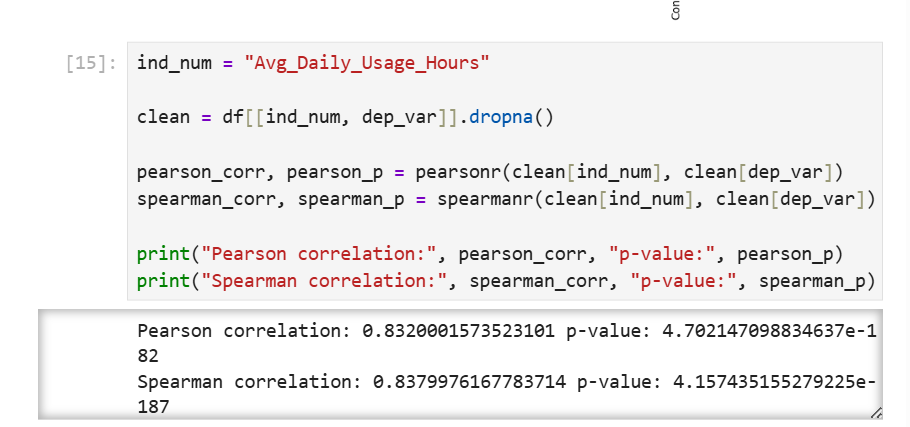 Con
[15]: ind_num = "Avg_Daily_Usage_Hours"
clean = df[[ind_num, dep_var]].dropna()
pearson_corr, pearson_p = pearsonr(clean[ind_num], clean[dep_var])
spearman_corr, spearman_p = spearmanr(clean[ind_num], clean[dep_var])
print("Pearson correlation:", pearson_corr, "p-value:", pearson_p)
print("Spearman correlation:", spearman_corr, "p-value:", spearman_p)
Pearson correlation: 0.8320001573523101 p-value: 4.702147098834637e-1
82
Spearman correlation: 0.8379976167783714 p-value: 4.157435155279225e-
187